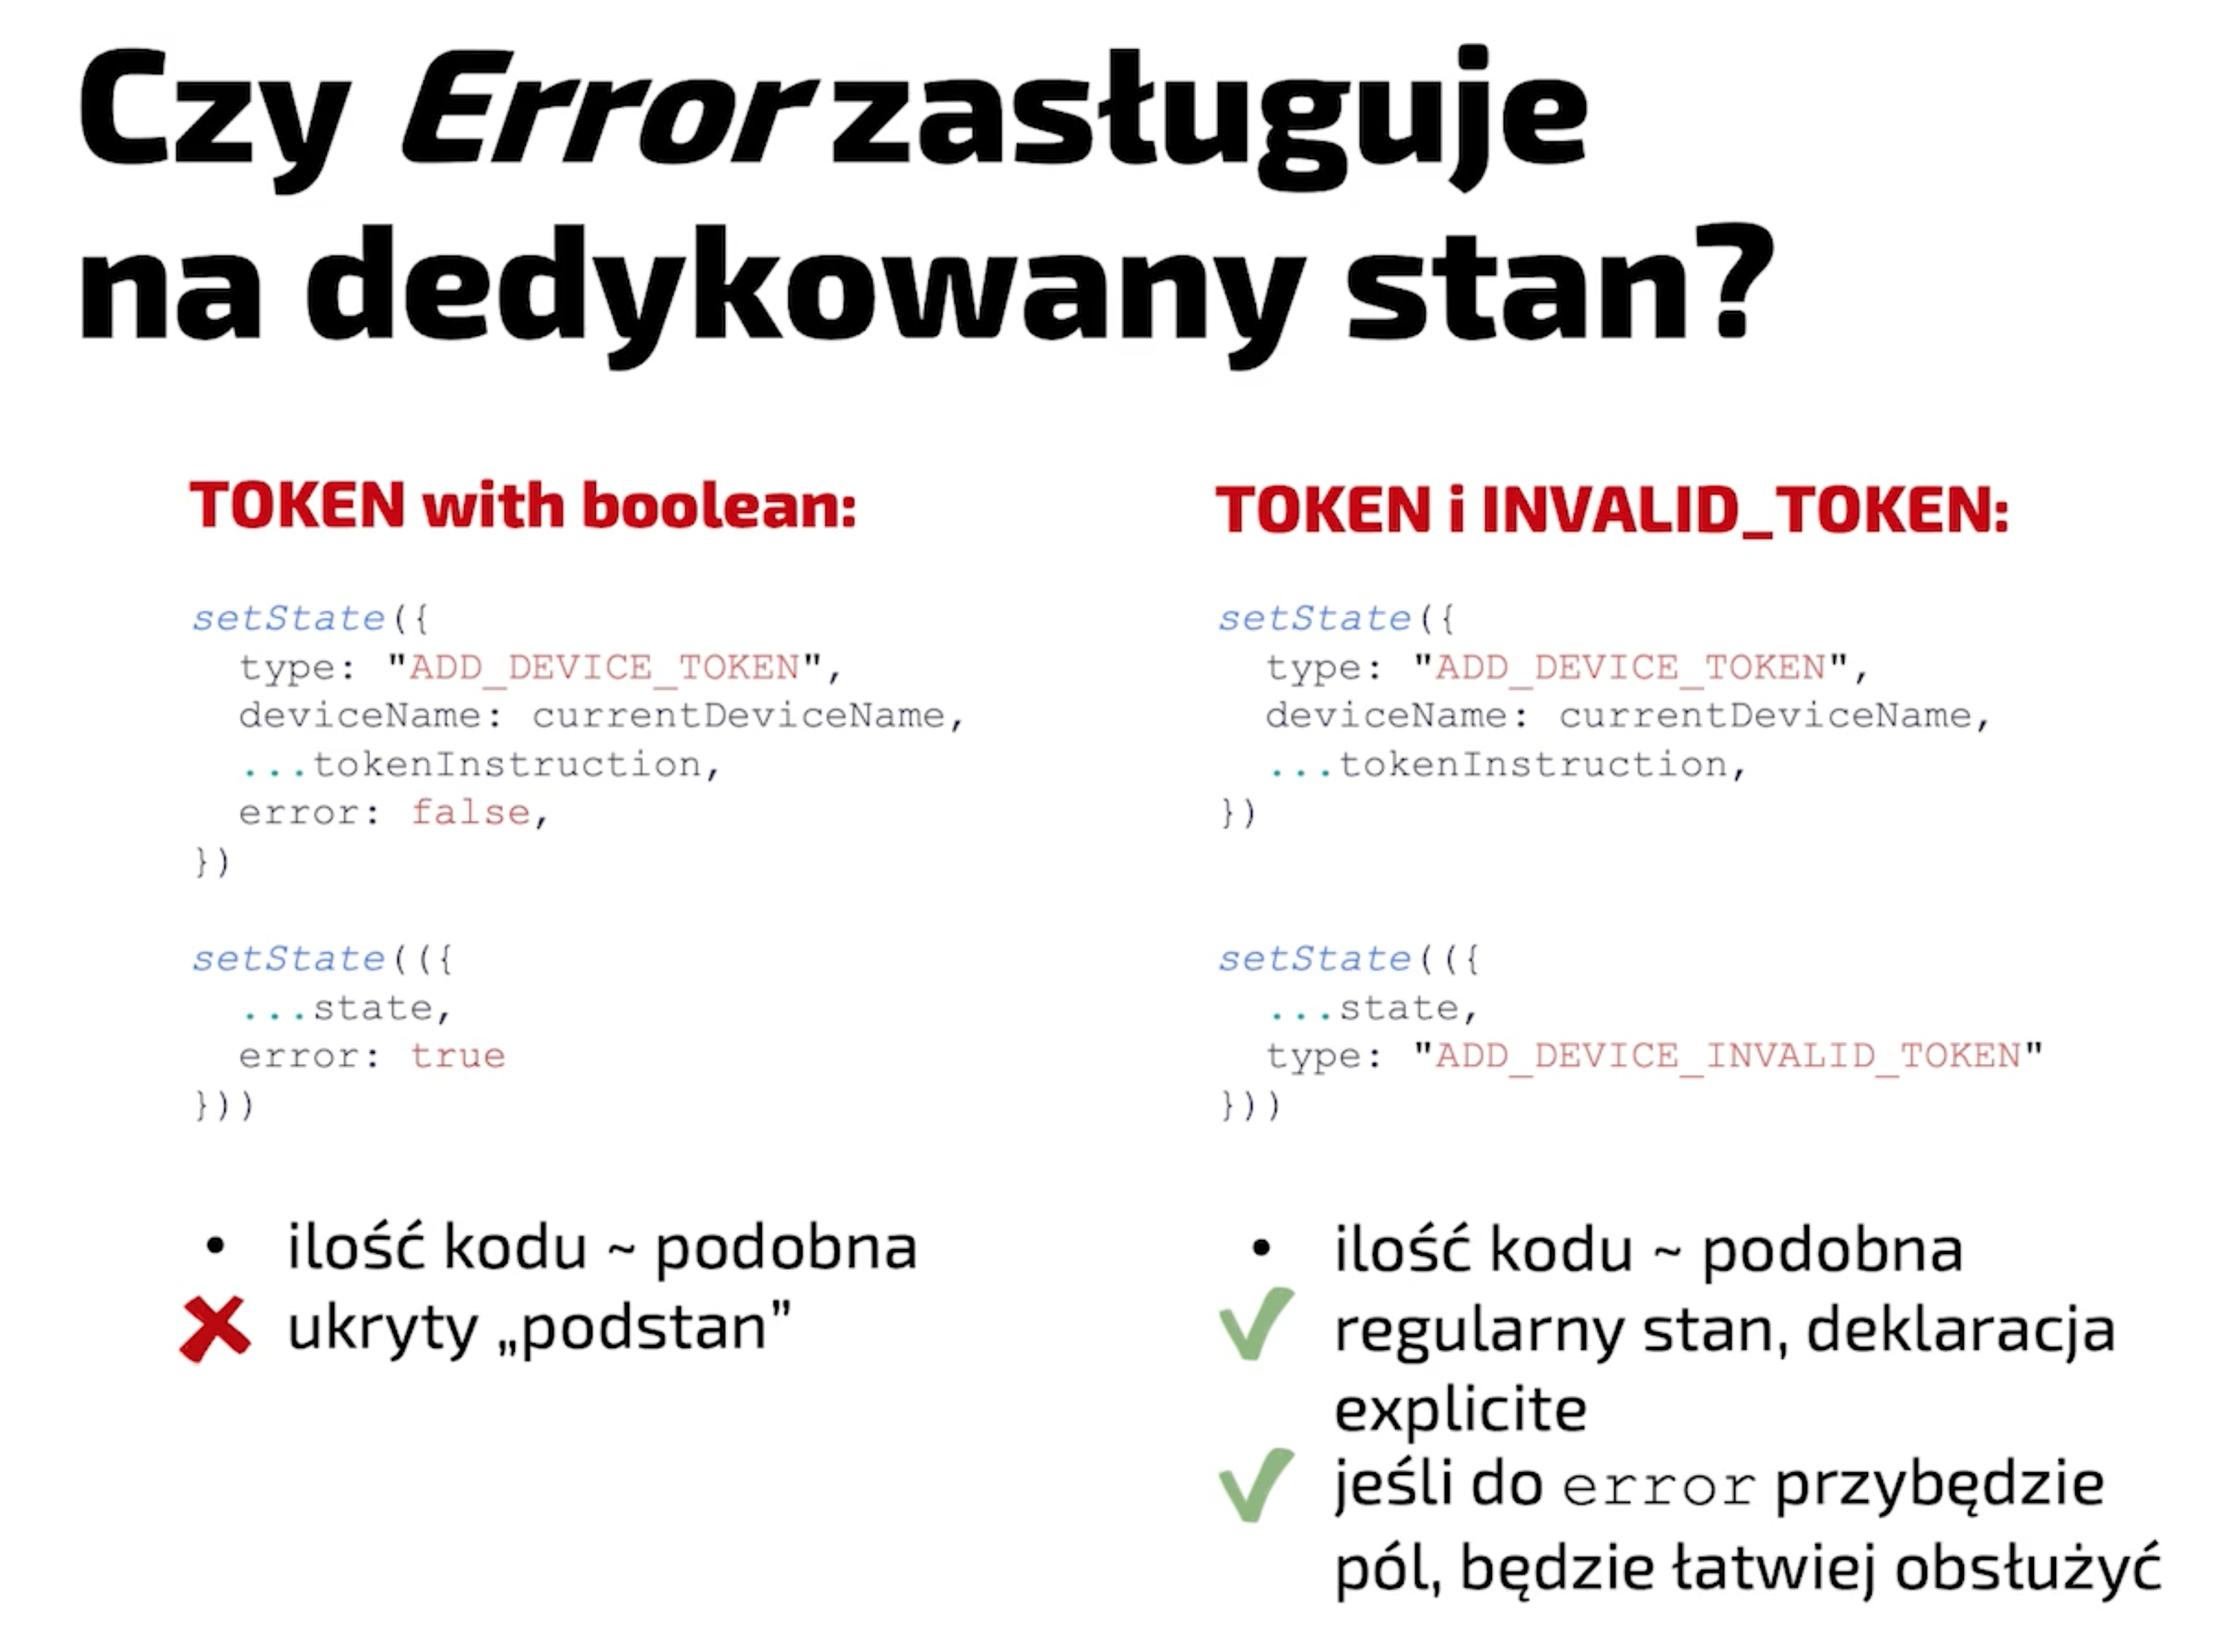 Czy Error zasługuje
na dedykowany stan?
TOKEN with boolean:
setState({
type: "ADD_DEVICE_TOKEN",
deviceName: currentDeviceName,
...tokenInstruction,
error: false,
})
setState(({
...state,
error: true
}))
• ilość kodu ~ podobna
❌ ukryty „podstan”
TOKEN i INVALID_TOKEN:
setState({
type: "ADD_DEVICE_TOKEN",
deviceName: currentDeviceName,
...tokenInstruction,
})
setState(({
...state,
type: "ADD_DEVICE_INVALID_TOKEN"
}))
• ilość kodu ~ podobna
✓ regularny stan, deklaracja
explicite
✓ jeśli do error przybędzie
pól, będzie łatwiej obsłużyć